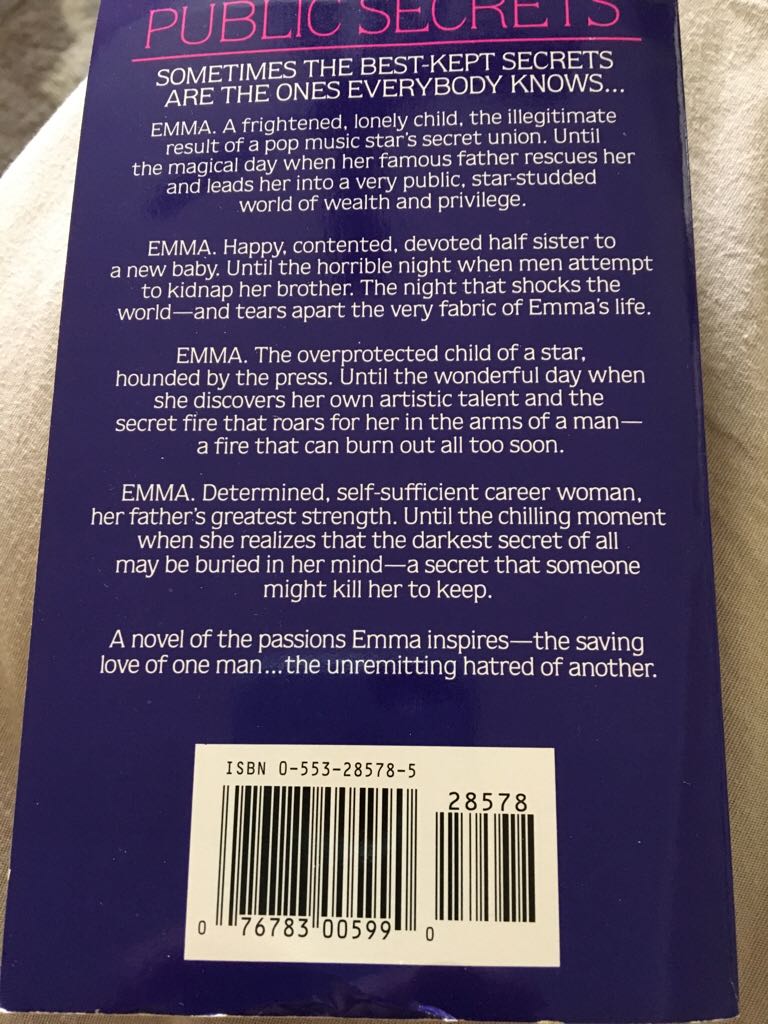 PUBLIC SECRETS
SOMETIMES THE BEST-KEPT SECRETS
ARE THE ONES EVERYBODY KNOWS...
EMMA. A frightened, lonely child, the illegitimate
result of a pop music star's secret union. Until
the magical day when her famous father rescues her
and leads her into a very public, star-studded
world of wealth and privilege.
EMMA. Happy, contented, devoted half sister to
a new baby. Until the horrible night when men attempt
to kidnap her brother. The night that shocks the
world—and tears apart the very fabric of Emma's life.
EMMA. The overprotected child of a star,
hounded by the press. Until the wonderful day when
she discovers her own artistic talent and the
secret fire that roars for her in the arms of a man—
a fire that can burn out all too soon.
EMMA. Determined, self-sufficient career woman,
her father's greatest strength. Until the chilling moment
when she realizes that the darkest secret of all
may be buried in her mind—a secret that someone
might kill her to keep.
A novel of the passions Emma inspires—the saving
love of one man...the unremitting hatred of another.
ISBN 0-553-28578-5
28578
0 76783 00599 0